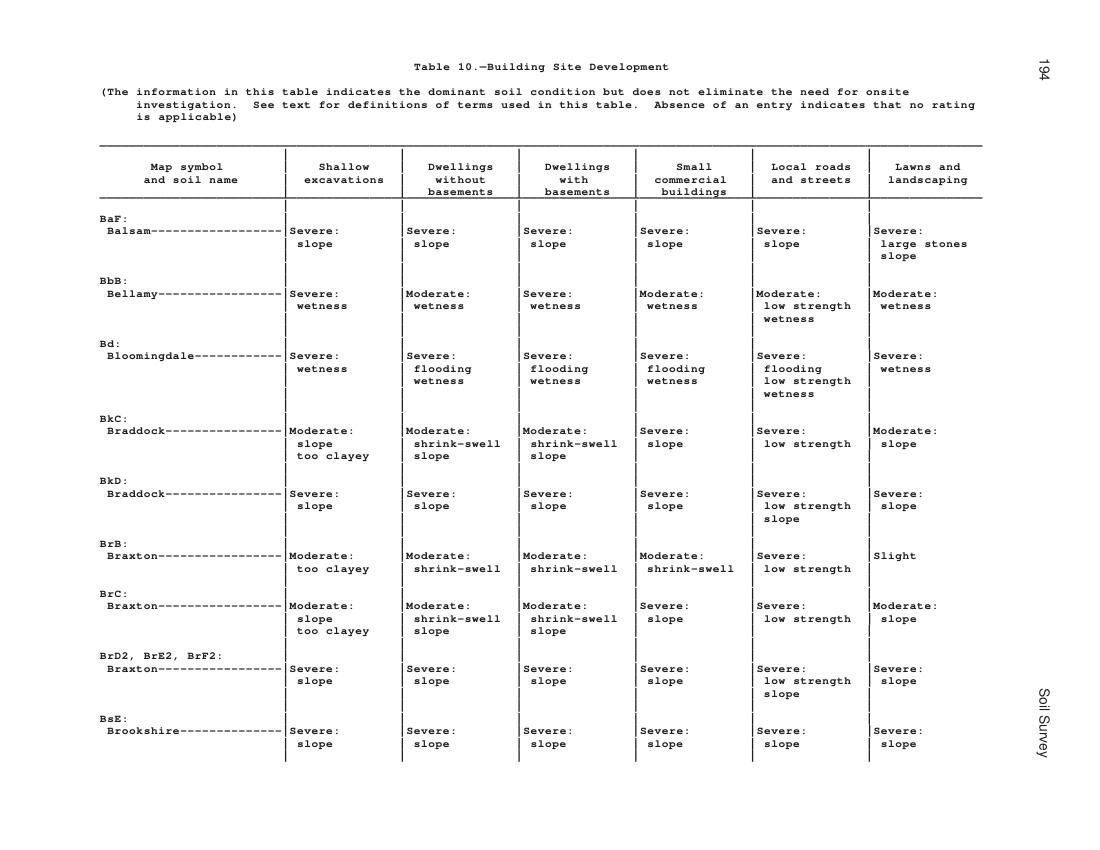 194
Table 10.—Building Site Development
(The information in this table indicates the dominant soil condition but does not eliminate the need for onsite
investigation. See text for definitions of terms used in this table. Absence of an entry indicates that no rating
is applicable)
Map symbol | Shallow | Dwellings | Dwellings | Small | Local roads | Lawns and
and soil name | excavations | without | with | commercial | and streets | landscaping
basements | basements | buildings
BaF:
Balsam------------------|Severe: |Severe: |Severe: |Severe: |Severe: |Severe:
slope | slope | slope | slope | slope | large stones
slope
BbB:
Bellamy-----------------|Severe: |Moderate: |Severe: |Moderate: |Moderate: |Moderate:
wetness | wetness | wetness | wetness | low strength | wetness
wetness
Bd:
Bloomingdale------------|Severe: |Severe: |Severe: |Severe: |Severe: |Severe:
wetness | flooding | flooding | flooding | flooding | wetness
wetness | wetness | wetness | low strength
wetness
BkC:
Braddock----------------|Moderate: |Moderate: |Moderate: |Severe: |Severe: |Moderate:
slope | shrink-swell | shrink-swell | slope | low strength | slope
too clayey | slope | slope
BkD:
Braddock----------------|Severe: |Severe: |Severe: |Severe: |Severe: |Severe:
slope | slope | slope | slope | low strength | slope
slope
BrB:
Braxton-----------------|Moderate: |Moderate: |Moderate: |Moderate: |Severe: |Slight
too clayey | shrink-swell | shrink-swell | shrink-swell | low strength
BrC:
Braxton-----------------|Moderate: |Moderate: |Moderate: |Severe: |Severe: |Moderate:
slope | shrink-swell | shrink-swell | slope | low strength | slope
too clayey | slope | slope
BrD2, BrE2, BrF2:
Braxton-----------------|Severe: |Severe: |Severe: |Severe: |Severe: |Severe:
slope | slope | slope | slope | low strength | slope
slope
BsE:
Brookshire--------------|Severe: |Severe: |Severe: |Severe: |Severe: |Severe:
slope | slope | slope | slope | slope | slope
Soil Survey